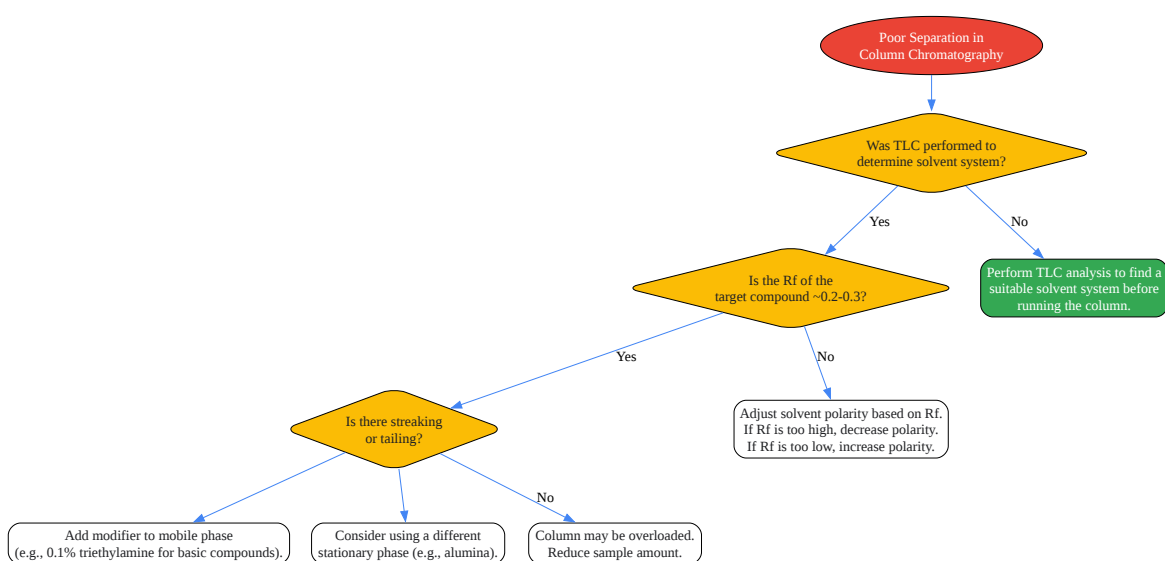 Poor Separation in
Column Chromatography
Was TLC performed to
determine solvent system?
Yes
No
Is the Rf of the
target compound ~0.2-0.3?
Perform TLC analysis to find a
suitable solvent system before
running the column.
Yes
No
Is there streaking
or tailing?
Adjust solvent polarity based on Rf.
If Rf is too high, decrease polarity.
If Rf is too low, increase polarity.
No
Add modifier to mobile phase
(e.g., 0.1% triethylamine for basic compounds).
Consider using a different
stationary phase (e.g., alumina).
Column may be overloaded.
Reduce sample amount.